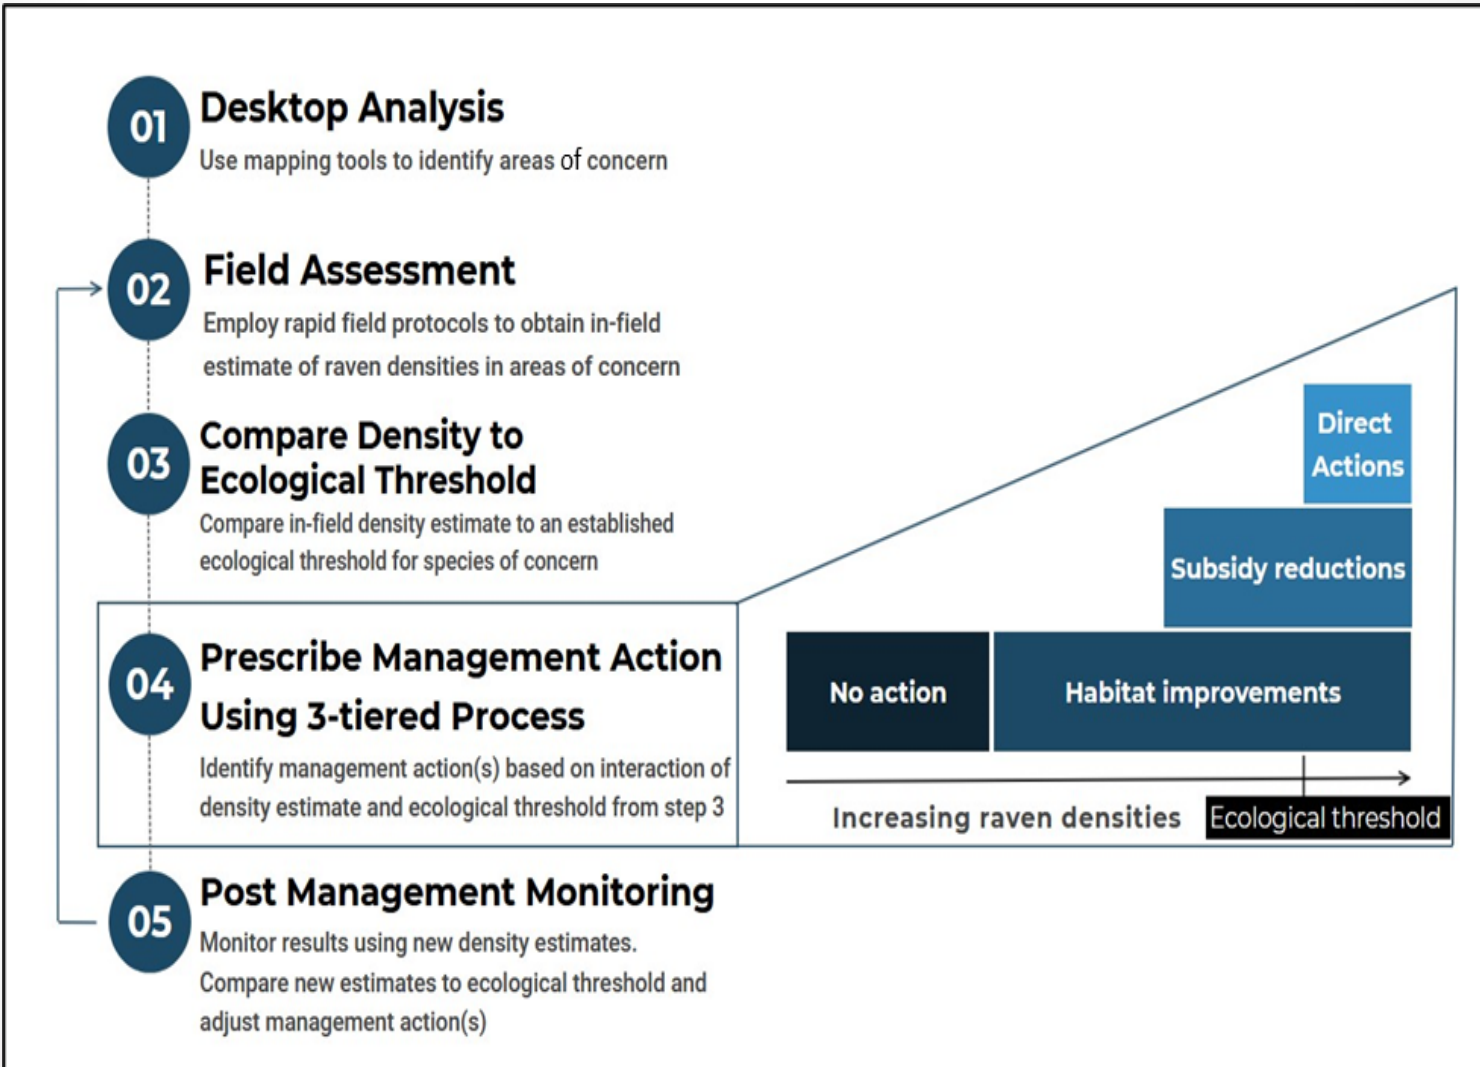 01
Desktop Analysis
Use mapping tools to identify areas of concern
02
Field Assessment
Employ rapid field protocols to obtain in-field
estimate of raven densities in areas of concern
03
Compare Density to
Ecological Threshold
Compare in-field density estimate to an established
ecological threshold for species of concern
04
Prescribe Management Action
Using 3-tiered Process
Identify management action(s) based on interaction of
density estimate and ecological threshold from step 3
05
Post Management Monitoring
Monitor results using new density estimates.
Compare new estimates to ecological threshold and
adjust management action(s)
Direct
Actions
Subsidy reductions
No action
Habitat improvements
Increasing raven densities
Ecological threshold